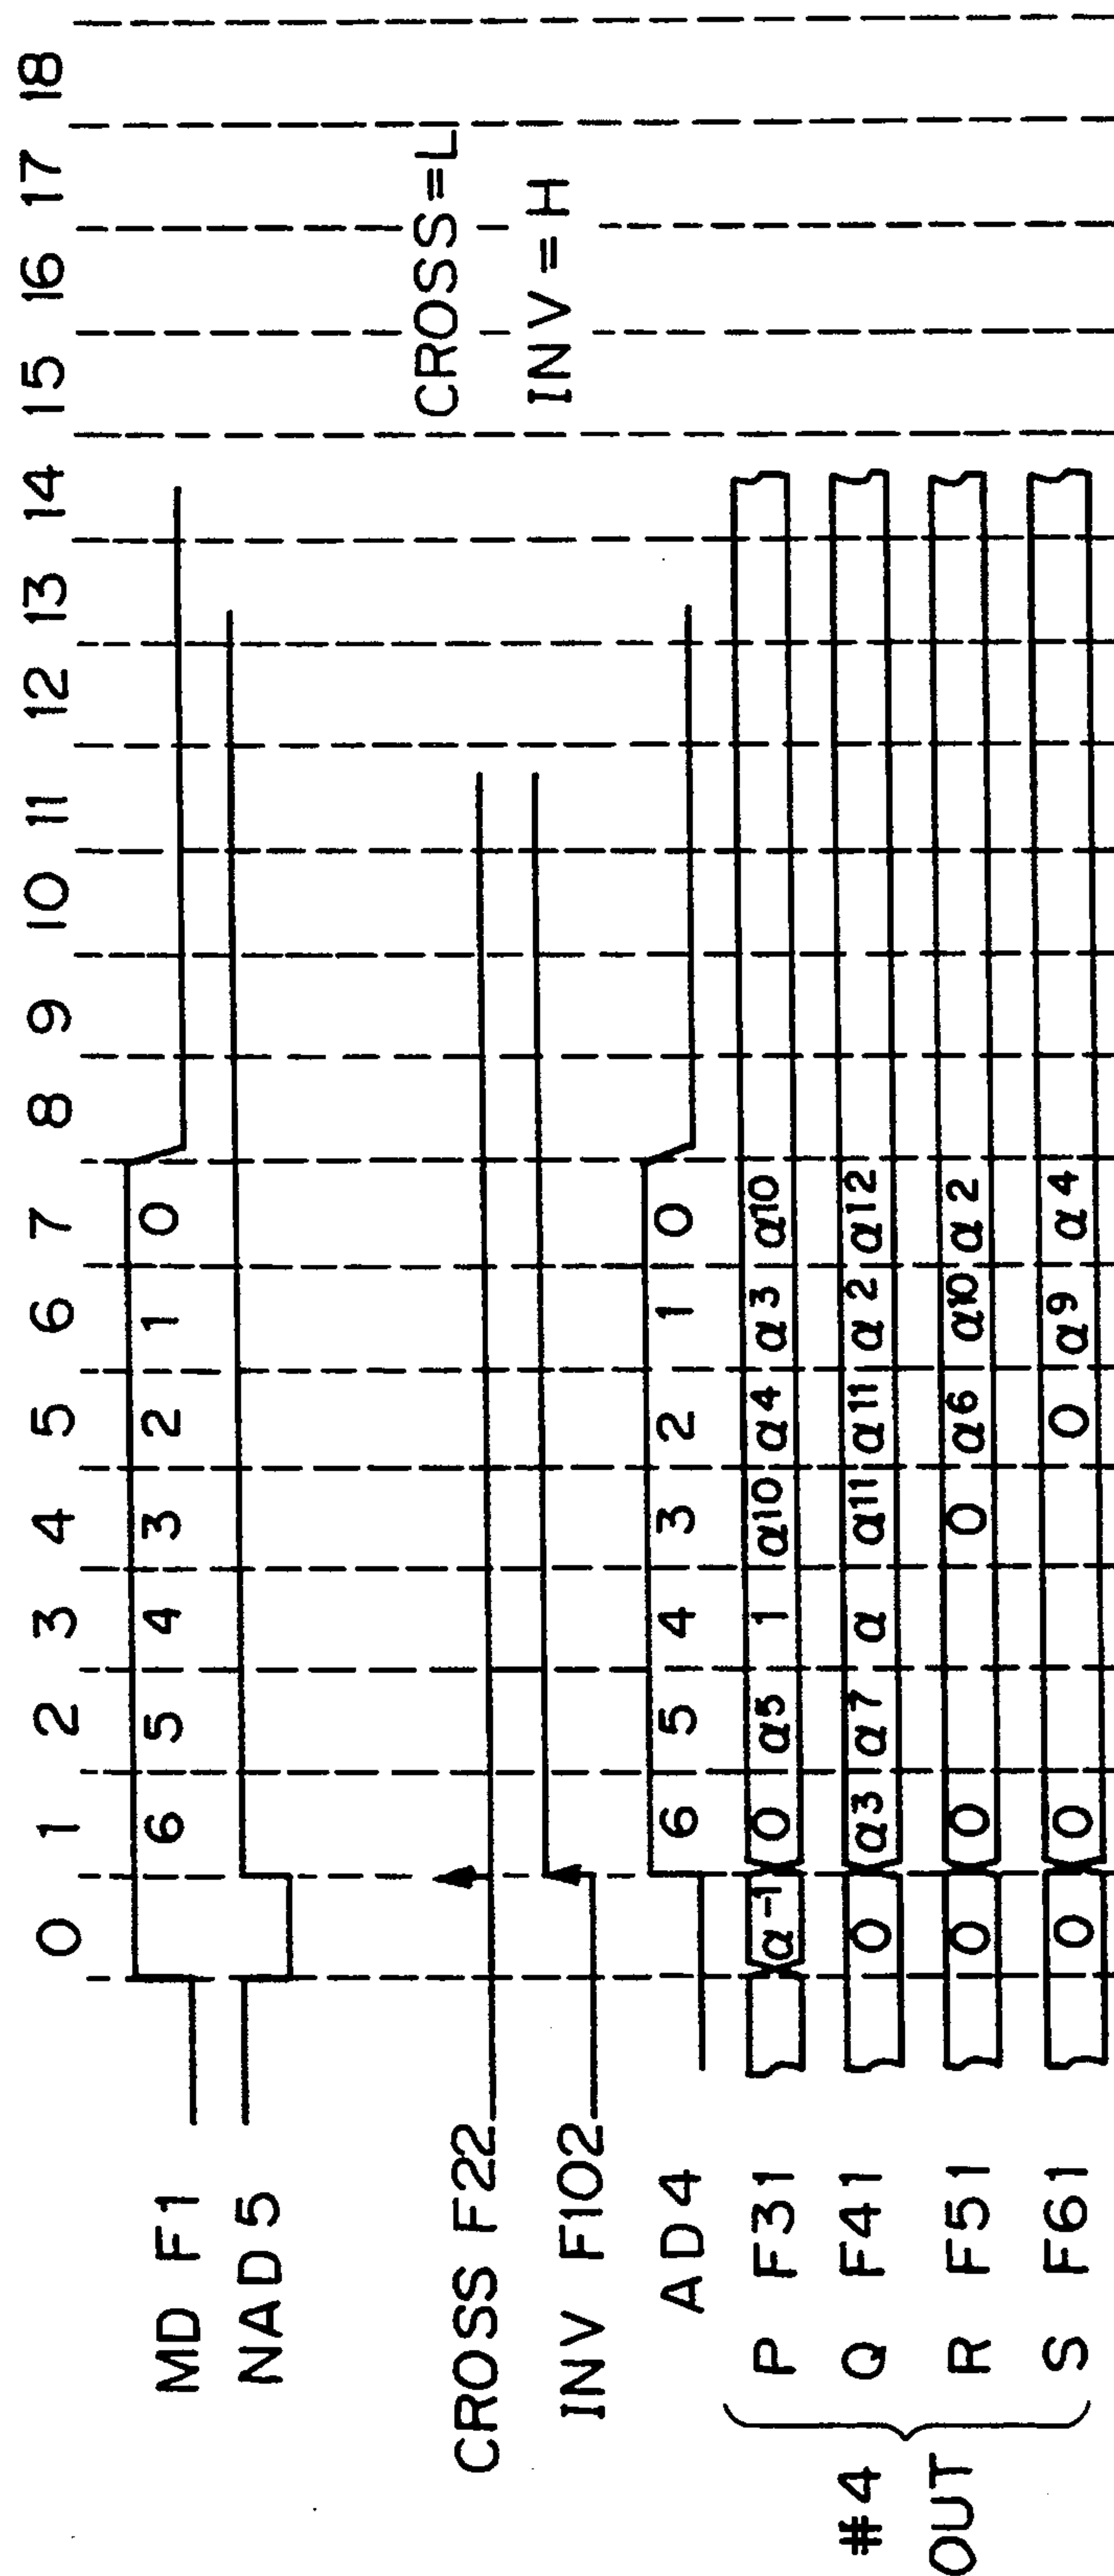 0 1 2 3 4 5 6 7 8 9 10 11 12 13 14 15 16 17 18
MD F1 6 5 4 3 2 1 0
NAD5
CROSS F22 CROSS=L
INV F102 INV=H
AD4 6 5 4 3 2 1 0
#4 OUT
P F31 α-1 0 α5 1 α10 α4 α3 α10
Q F41 0 α3 α7 α α11 α11 α2 α12
R F51 0 0 0 α6 α10 α2
S F61 0 0 0 α9 α4